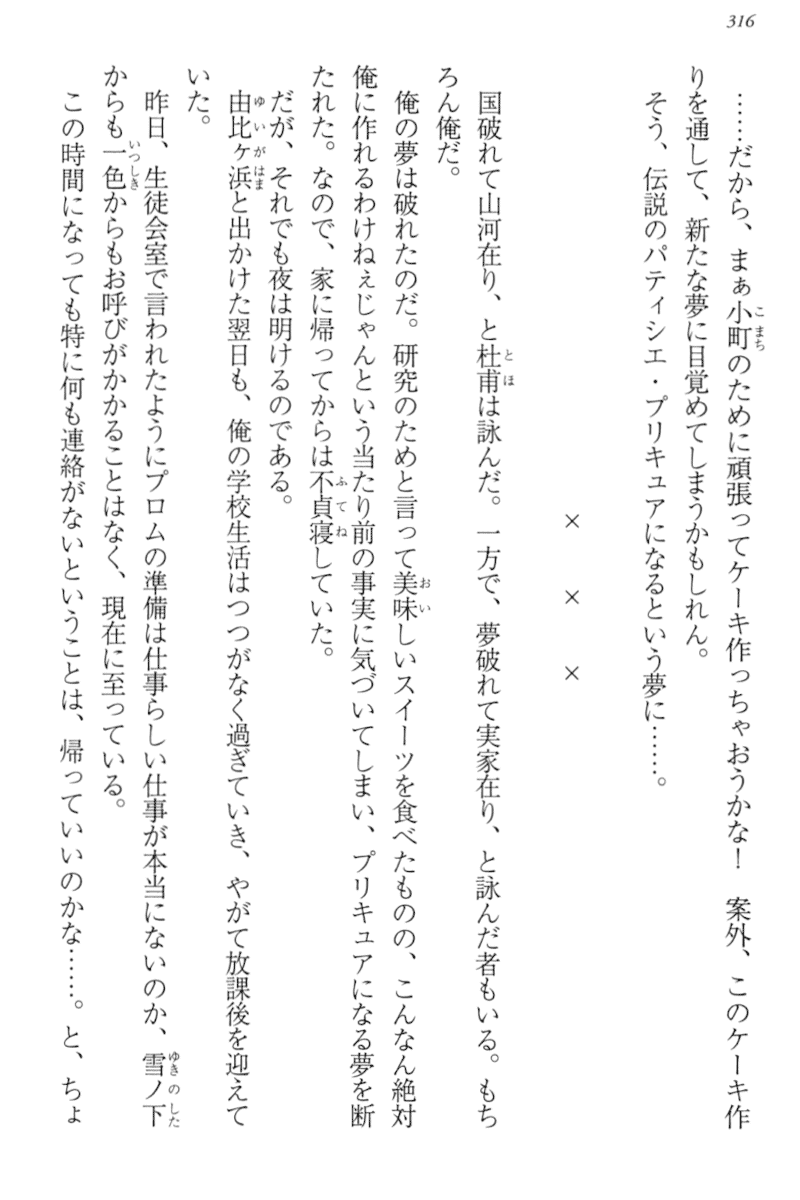 316
……だから、まぁ小町のために頑張ってケーキ作っちゃおうかな！　案外、このケーキ作
りを通して、新たな夢に目覚めてしまうかもしれん。
そう、伝説のパティシエ・プリキュアになるという夢に……。
×　×　×
国破れて山河在り、と杜甫は詠んだ。一方で、夢破れて実家在り、と詠んだ者もいる。もち
ろん俺だ。
俺の夢は破れたのだ。研究のためと言って美味しいスイーツを食べたものの、こんなん絶対
俺に作れるわけねぇじゃんという当たり前の事実に気づいてしまい、プリキュアになる夢を断
たれた。なので、家に帰ってからは不貞寝していた。
だが、それでも夜は明けるのである。
由比ヶ浜と出かけた翌日も、俺の学校生活はつつがなく過ぎていき、やがて放課後を迎えて
いた。
昨日、生徒会室で言われたようにプロムの準備は仕事らしい仕事が本当にないのか、雪ノ下
からも一色からもお呼びがかかることはなく、現在に至っている。
この時間になっても特に何も連絡がないということは、帰っていいのかな……。と、ちょ